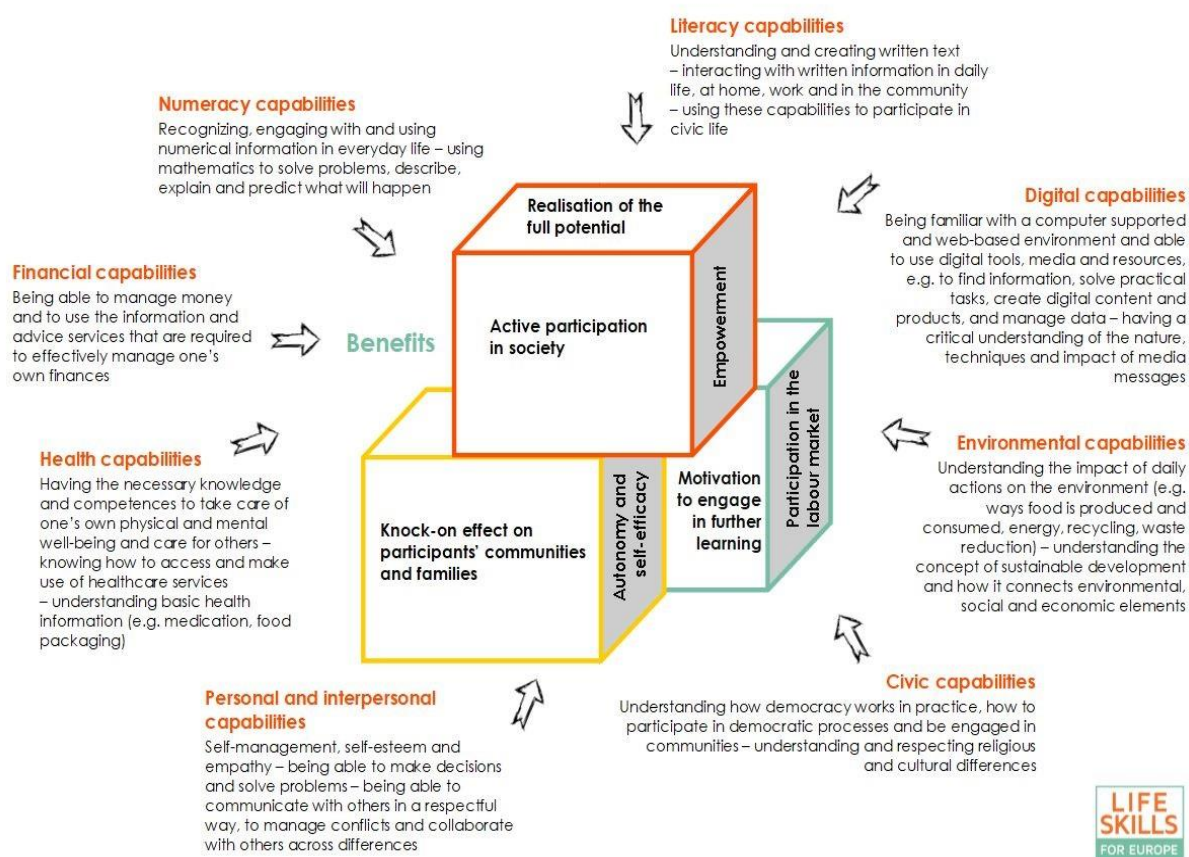 Literacy capabilities
Understanding and creating written text
– interacting with written information in daily
life, at home, work and in the community
– using these capabilities to participate in
civic life
Numeracy capabilities
Recognizing, engaging with and using
numerical information in everyday life – using
mathematics to solve problems, describe,
explain and predict what will happen
Digital capabilities
Being familiar with a computer supported
and web-based environment and able
to use digital tools, media and resources,
e.g. to find information, solve practical
tasks, create digital content and
products, and manage data – having a
critical understanding of the nature,
techniques and impact of media
messages
Financial capabilities
Being able to manage money
and to use the information and
advice services that are required
to effectively manage one's
own finances
Benefits
Realisation of the
full potential
Active participation
in society
Empowerment
Knock-on effect on
participants' communities
and families
Autonomy and
self-efficacy
Motivation
to engage
in further
learning
Participation in the
labour market
Health capabilities
Having the necessary knowledge
and competences to take care of
one's own physical and mental
well-being and care for others –
knowing how to access and make
use of healthcare services
– understanding basic health
information (e.g. medication, food
packaging)
Environmental capabilities
Understanding the impact of daily
actions on the environment (e.g.
ways food is produced and
consumed, energy, recycling, waste
reduction) – understanding the
concept of sustainable development
and how it connects environmental,
social and economic elements
Personal and interpersonal
capabilities
Self-management, self-esteem and
empathy – being able to make decisions
and solve problems – being able to
communicate with others in a respectful
way, to manage conflicts and collaborate
with others across differences
Civic capabilities
Understanding how democracy works in practice, how to
participate in democratic processes and be engaged in
communities – understanding and respecting religious
and cultural differences
LIFE
SKILLS
FOR EUROPE